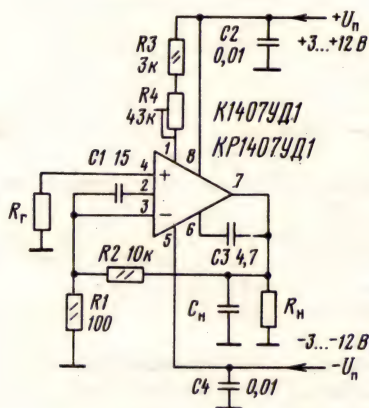 +Uп
C2
0,01
+3...+12 В
R3
3к
R4
43к
К1407УД1
КР1407УД1
C1 15
1
8
4
+
7
2
3
−
Rг
5
6
C3 4,7
R2 10к
R1
100
Cн
Rн
−3...−12 В
−Uп
C4
0,01